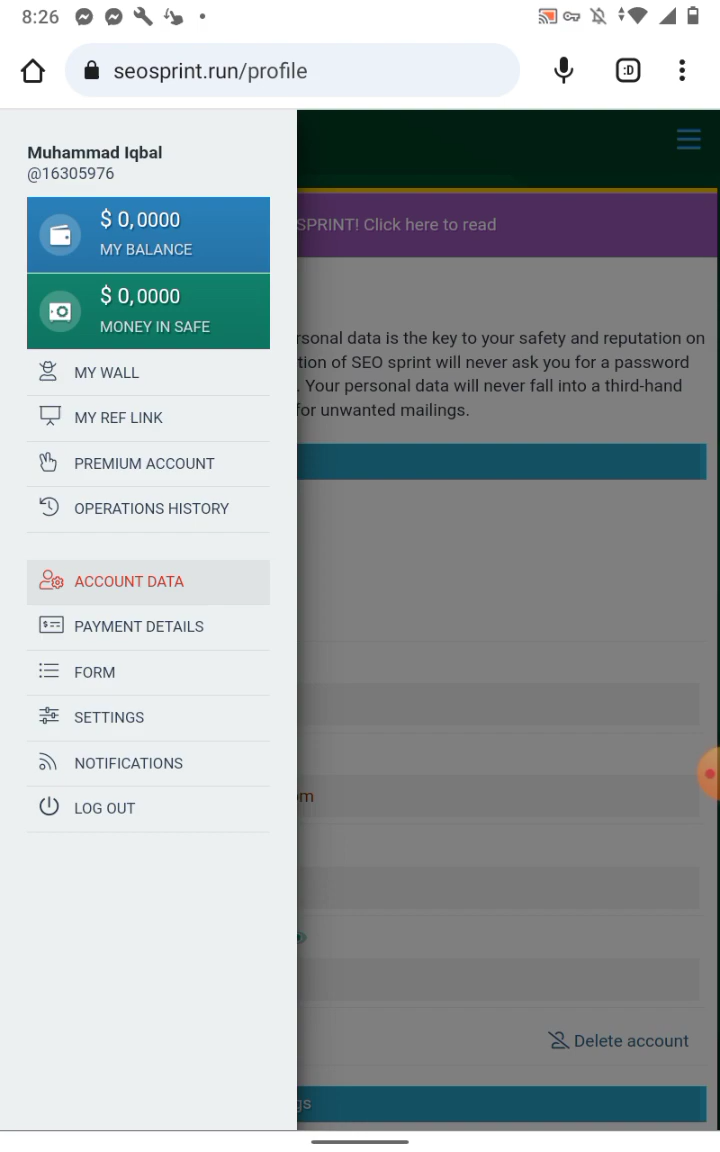 8:26
seosprint.run/profile
:D
Muhammad Iqbal
@16305976
$ 0,0000
MY BALANCE
$ 0,0000
MONEY IN SAFE
MY WALL
MY REF LINK
PREMIUM ACCOUNT
OPERATIONS HISTORY
ACCOUNT DATA
PAYMENT DETAILS
FORM
SETTINGS
NOTIFICATIONS
LOG OUT
SPRINT! Click here to read
rsonal data is the key to your safety and reputation on
tion of SEO sprint will never ask you for a password
. Your personal data will never fall into a third-hand
for unwanted mailings.
om
Delete account
gs